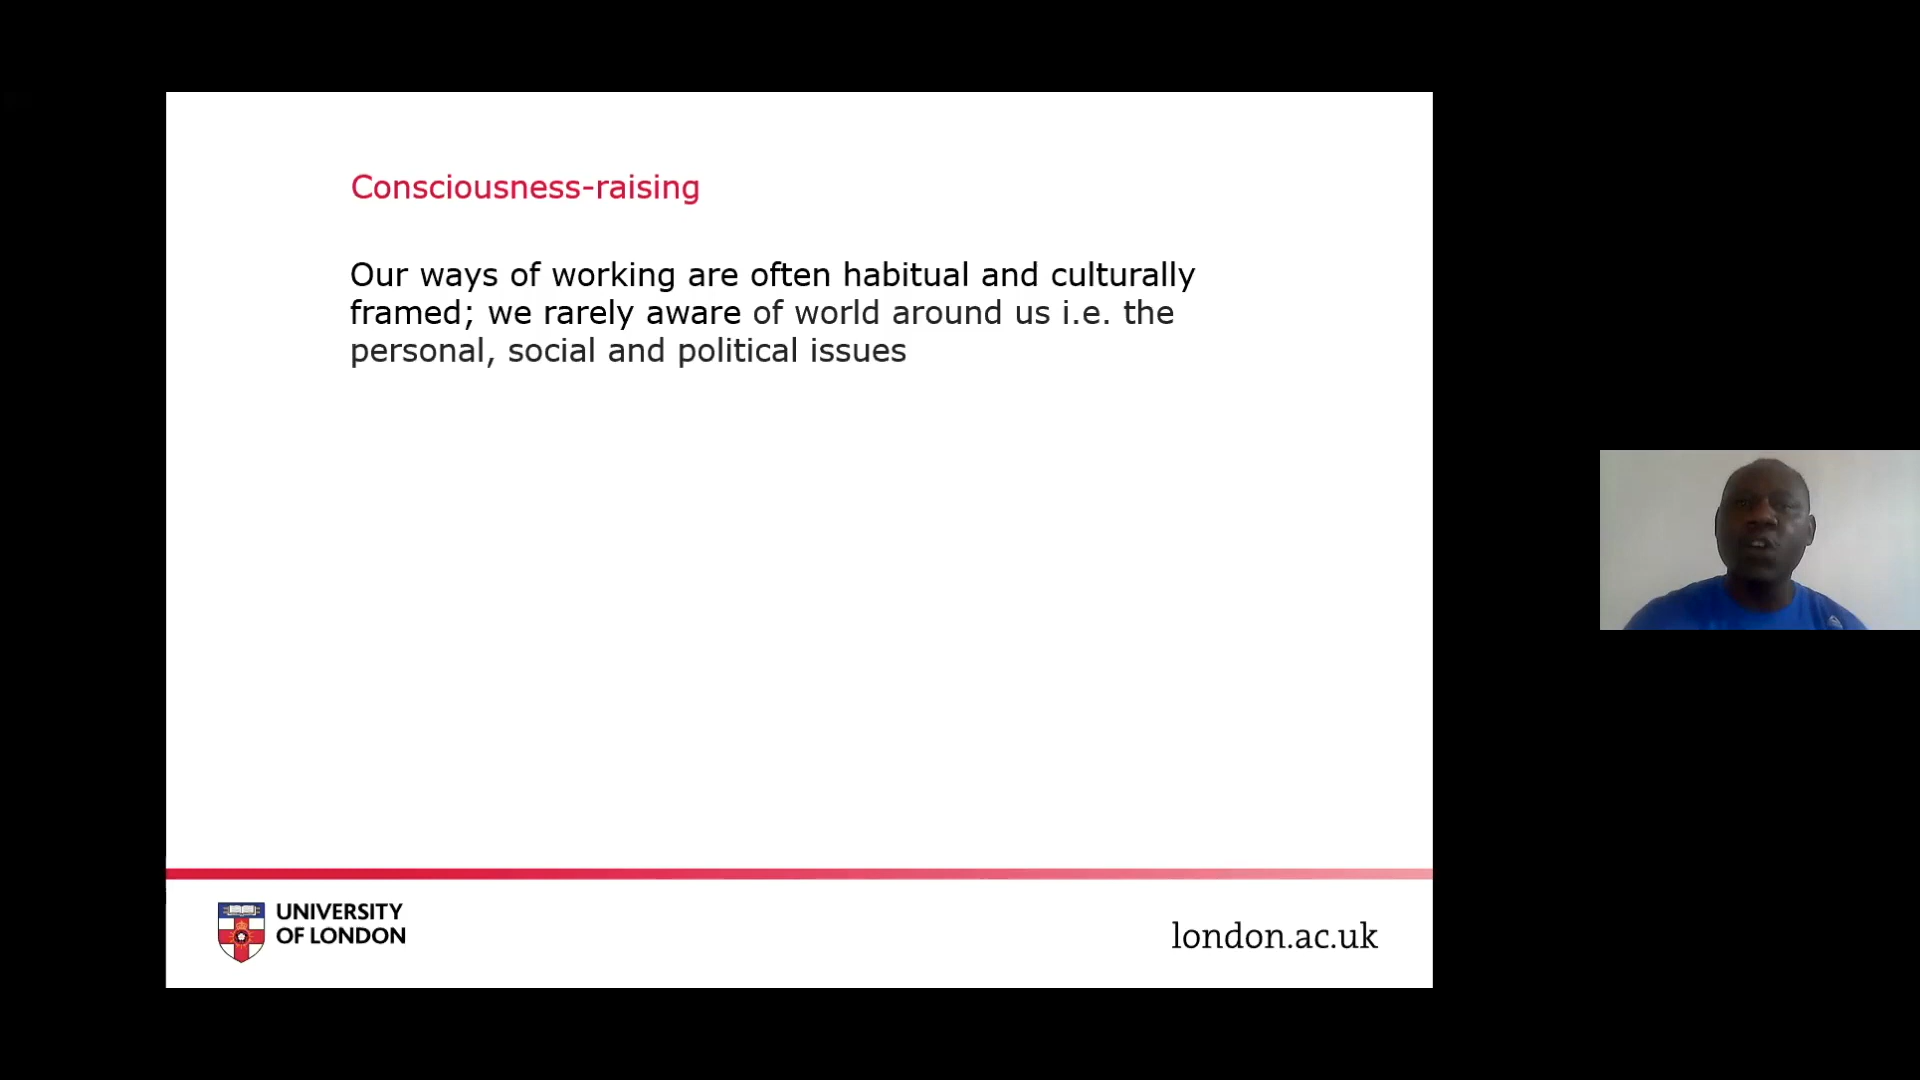 Consciousness-raising
Our ways of working are often habitual and culturally
framed; we rarely aware of world around us i.e. the
personal, social and political issues
UNIVERSITY
OF LONDON
london.ac.uk